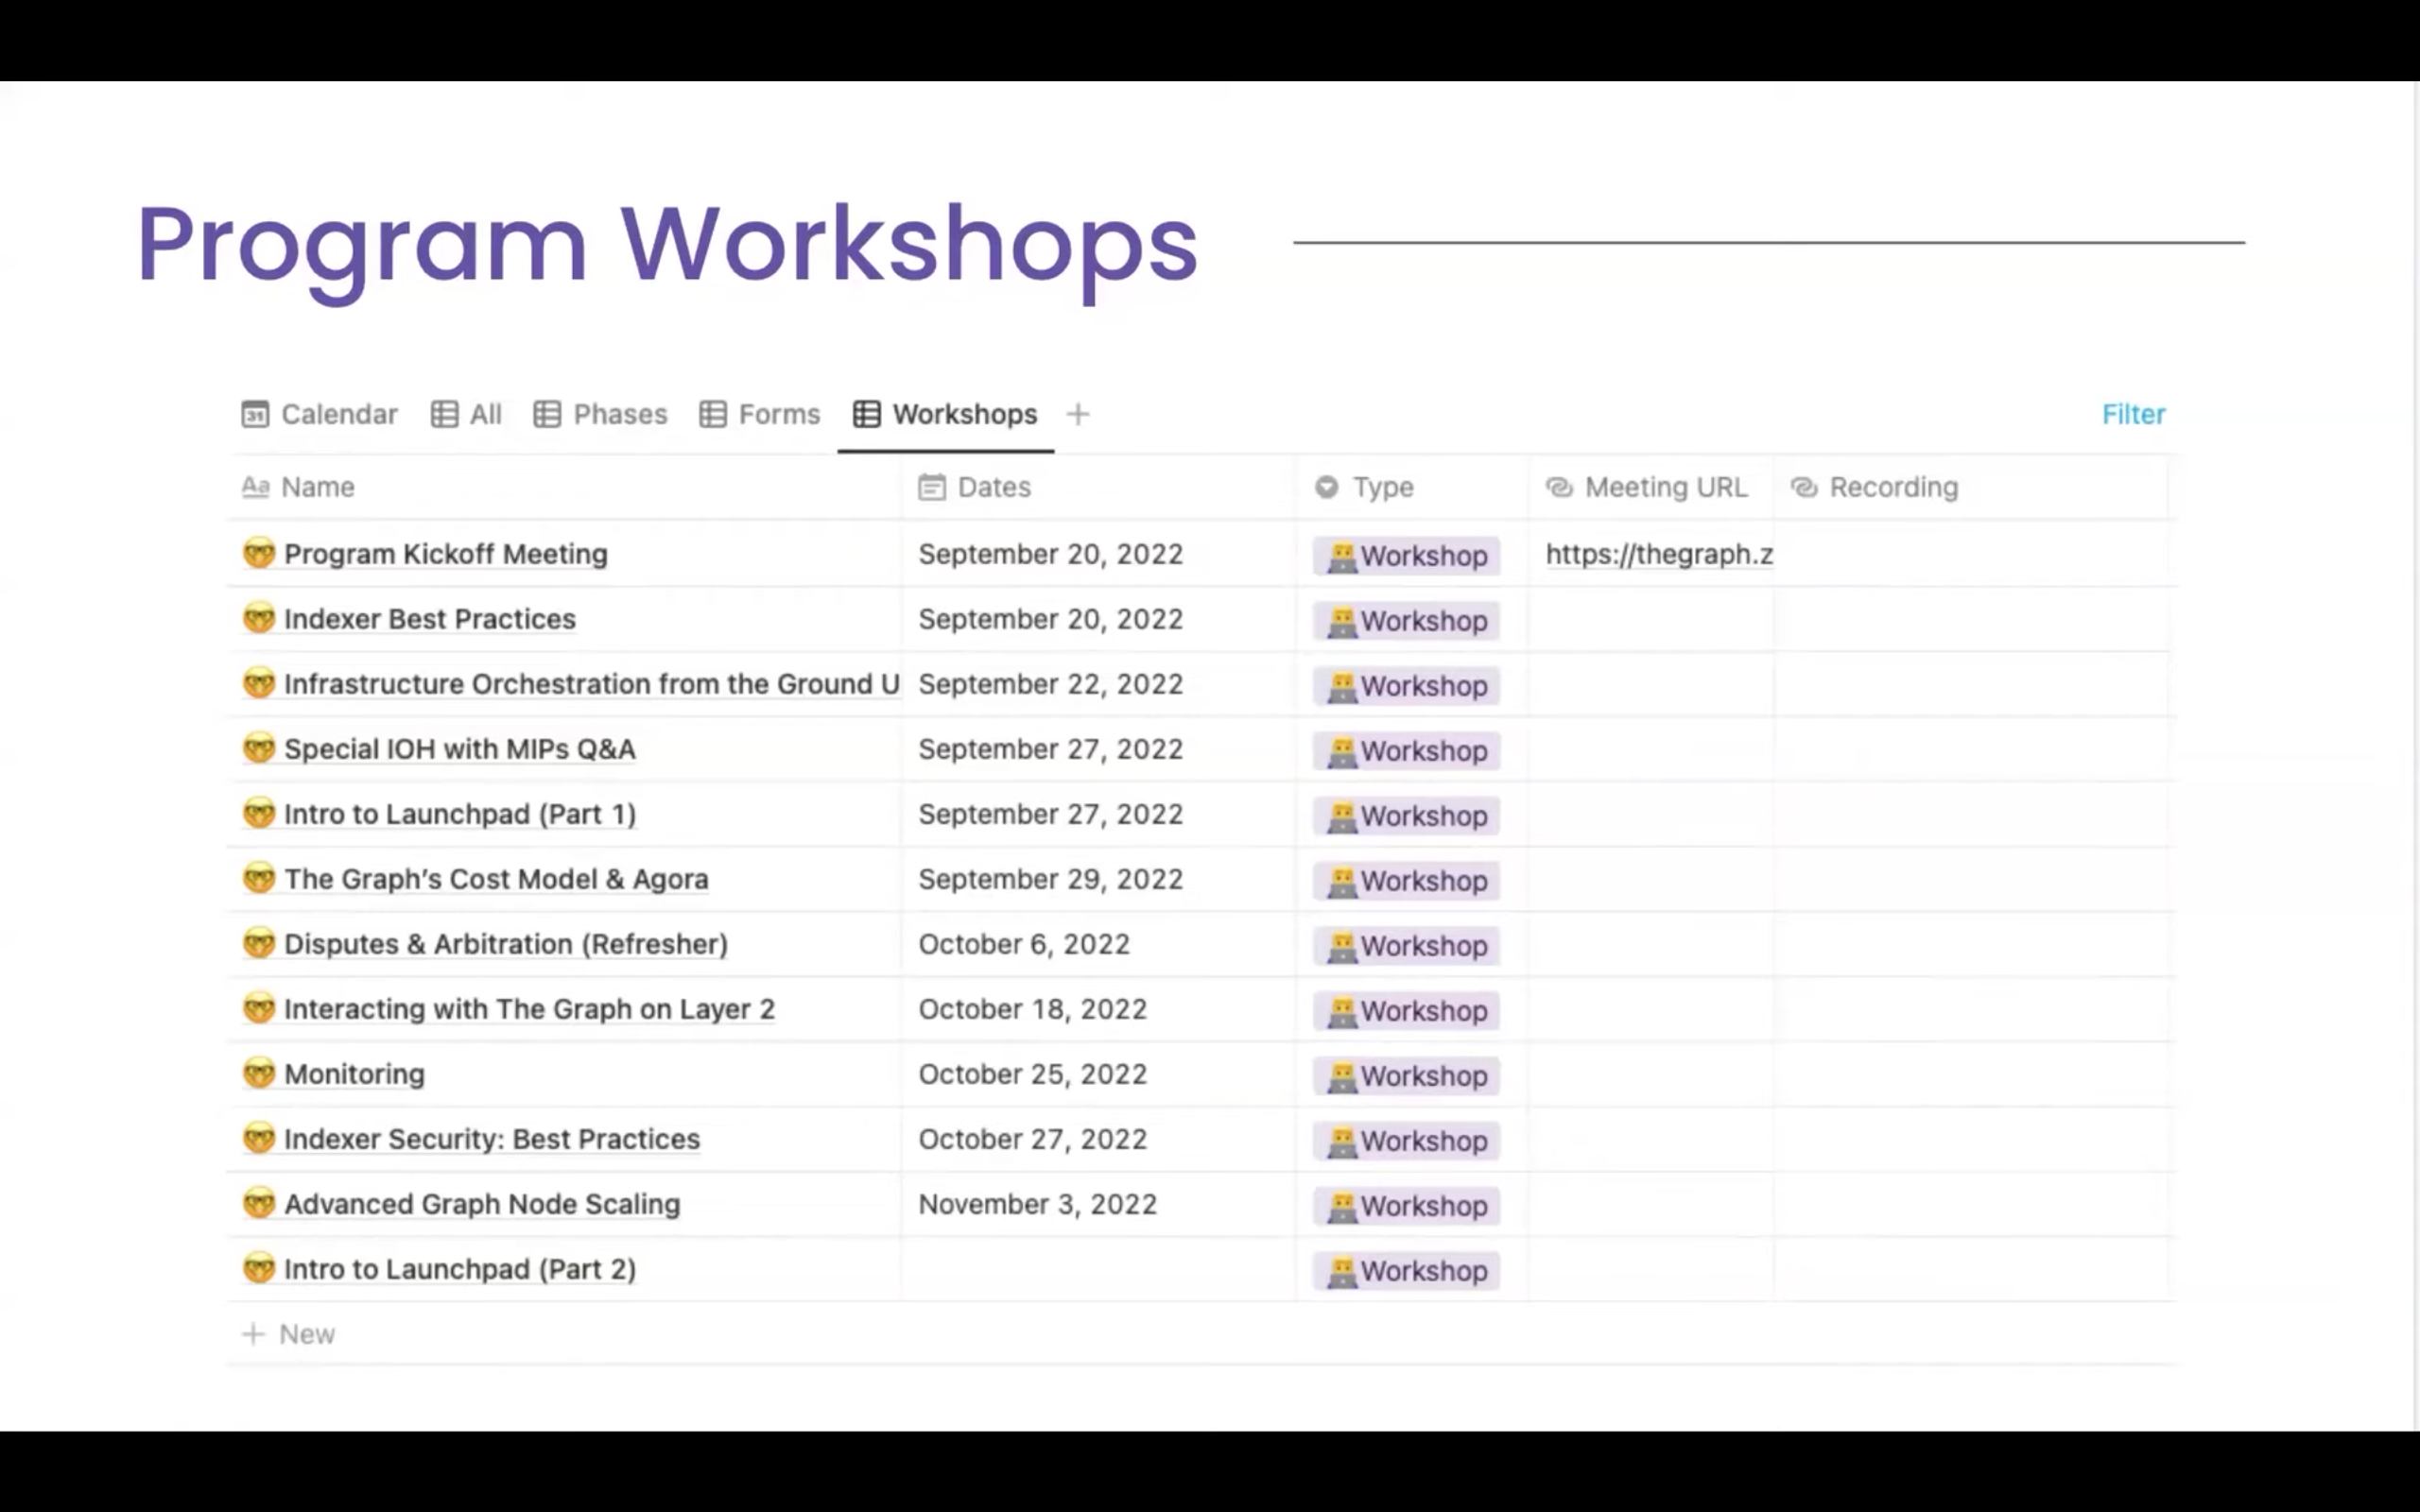 Program Workshops
Calendar All Phases Forms Workshops + Filter
Aa Name Dates Type Meeting URL Recording
Program Kickoff Meeting September 20, 2022 Workshop https://thegraph.z
Indexer Best Practices September 20, 2022 Workshop
Infrastructure Orchestration from the Ground U September 22, 2022 Workshop
Special IOH with MIPs Q&A September 27, 2022 Workshop
Intro to Launchpad (Part 1) September 27, 2022 Workshop
The Graph’s Cost Model & Agora September 29, 2022 Workshop
Disputes & Arbitration (Refresher) October 6, 2022 Workshop
Interacting with The Graph on Layer 2 October 18, 2022 Workshop
Monitoring October 25, 2022 Workshop
Indexer Security: Best Practices October 27, 2022 Workshop
Advanced Graph Node Scaling November 3, 2022 Workshop
Intro to Launchpad (Part 2) Workshop
+ New